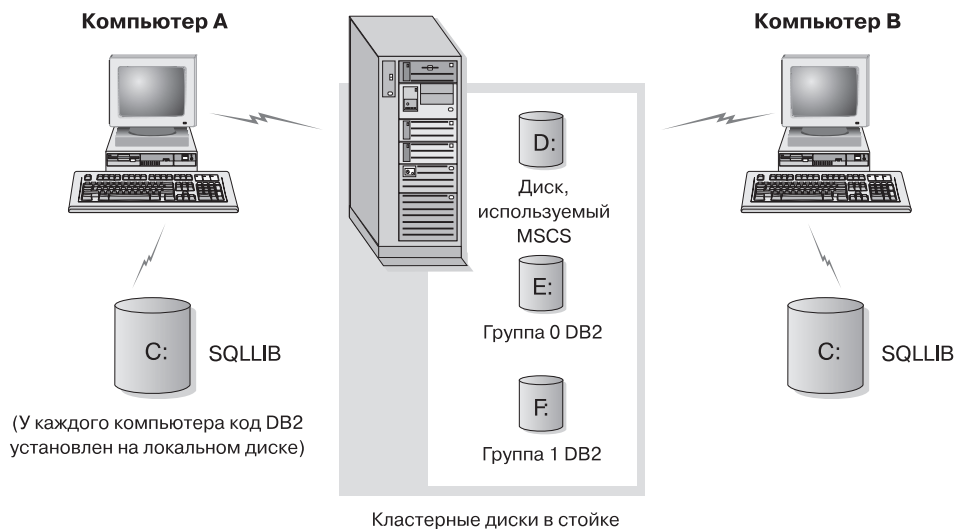 Компьютер A
Компьютер B
D:
Диск,
используемый
MSCS
E:
Группа 0 DB2
F:
Группа 1 DB2
C:
SQLLIB
(У каждого компьютера код DB2
установлен на локальном диске)
C:
SQLLIB
Кластерные диски в стойке